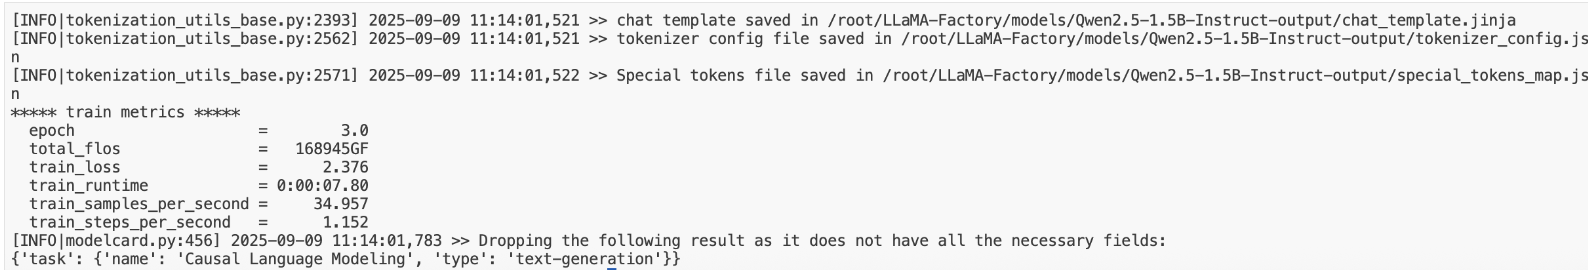 [INFO|tokenization_utils_base.py:2393] 2025-09-09 11:14:01,521 >> chat template saved in /root/LLaMA-Factory/models/Qwen2.5-1.5B-Instruct-output/chat_template.jinja
[INFO|tokenization_utils_base.py:2562] 2025-09-09 11:14:01,521 >> tokenizer config file saved in /root/LLaMA-Factory/models/Qwen2.5-1.5B-Instruct-output/tokenizer_config.js
n
[INFO|tokenization_utils_base.py:2571] 2025-09-09 11:14:01,522 >> Special tokens file saved in /root/LLaMA-Factory/models/Qwen2.5-1.5B-Instruct-output/special_tokens_map.js
n
***** train metrics *****
  epoch                    =        3.0
  total_flos               =   168945GF
  train_loss               =      2.376
  train_runtime            = 0:00:07.80
  train_samples_per_second =     34.957
  train_steps_per_second   =      1.152
[INFO|modelcard.py:456] 2025-09-09 11:14:01,783 >> Dropping the following result as it does not have all the necessary fields:
{'task': {'name': 'Causal Language Modeling', 'type': 'text-generation'}}